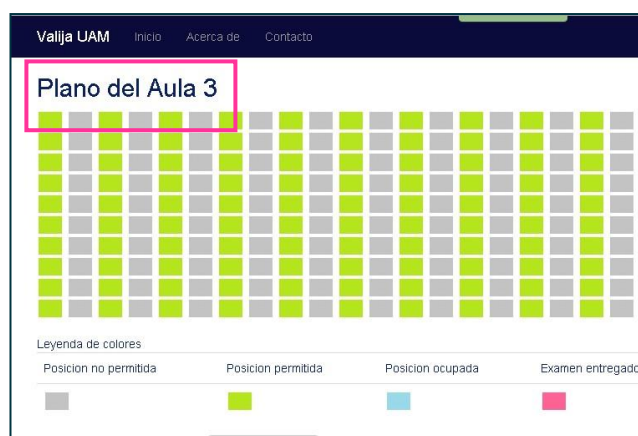 Valija UAM Inicio Acerca de Contacto
Plano del Aula 3
Leyenda de colores
Posicion no permitida Posicion permitida Posicion ocupada Examen entregado